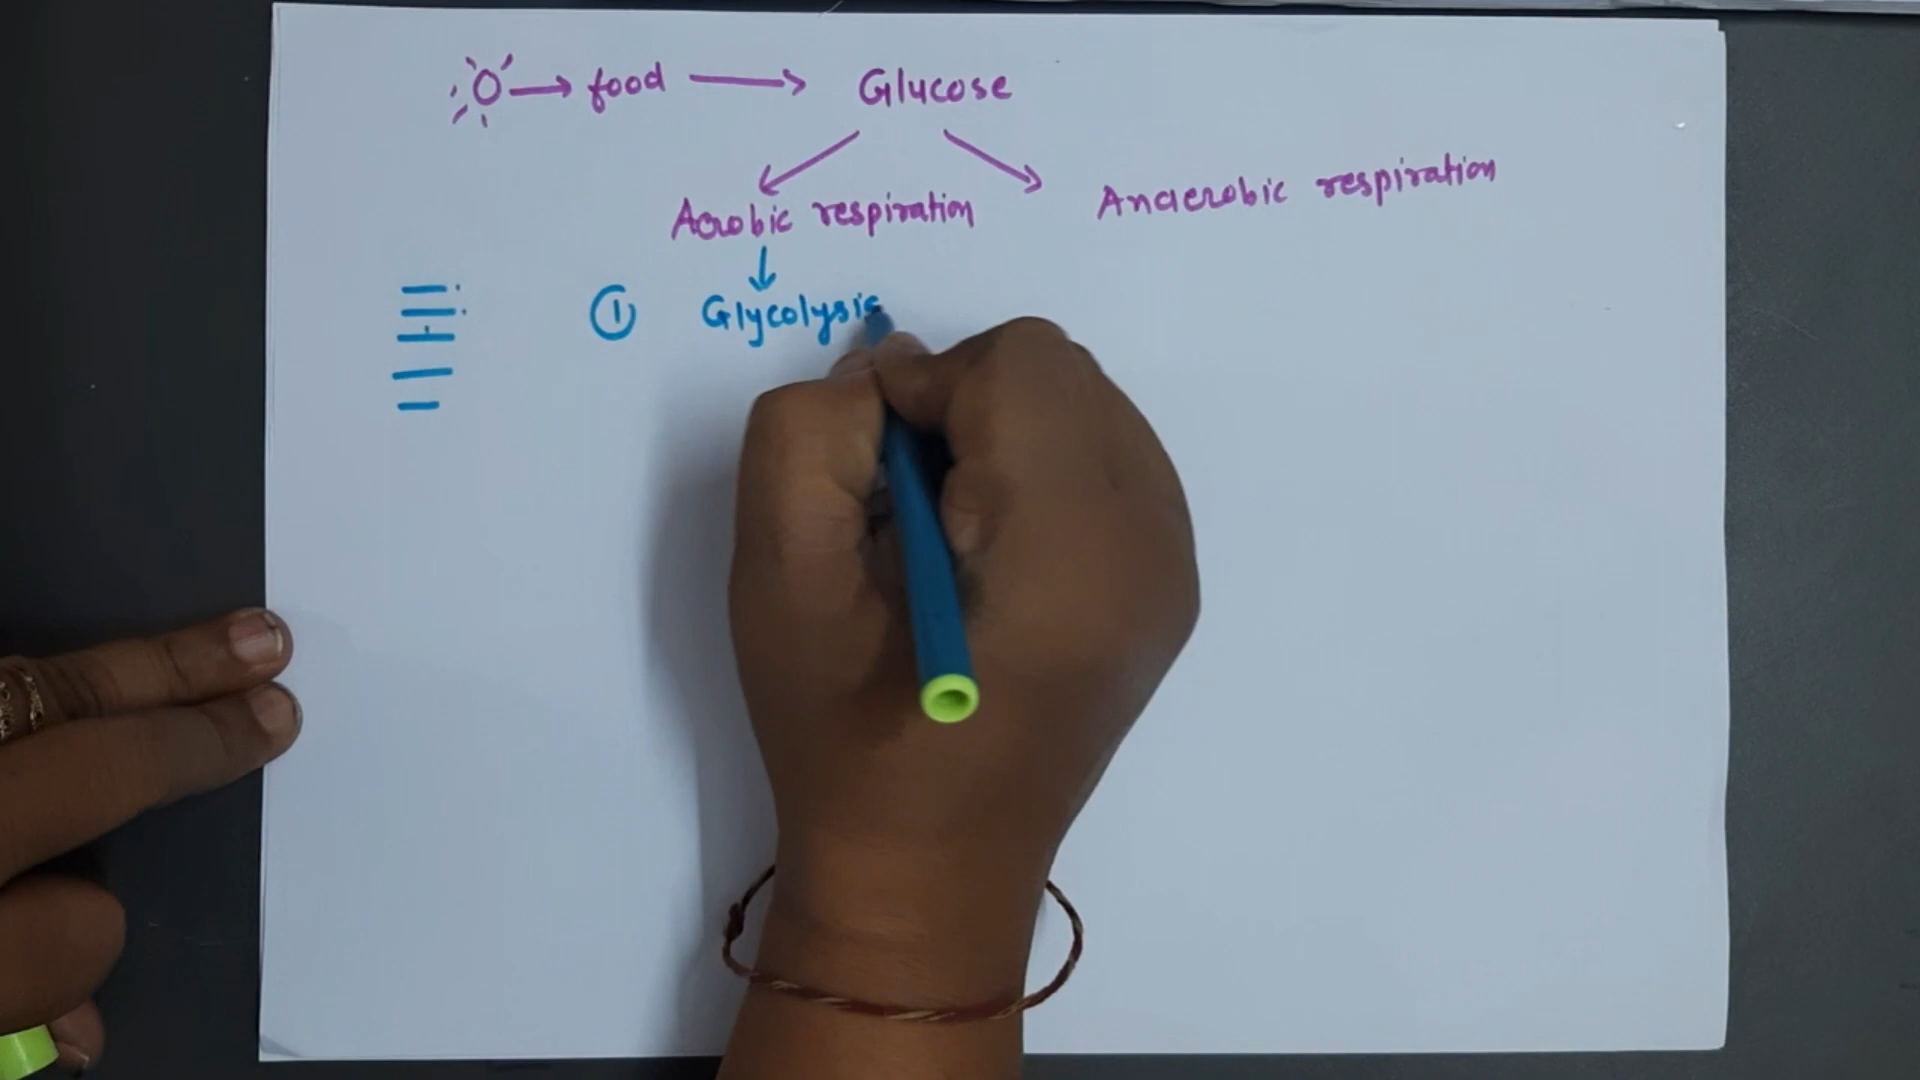 food Glucose
Aerobic respiration Anaerobic respiration
① Glycolysis